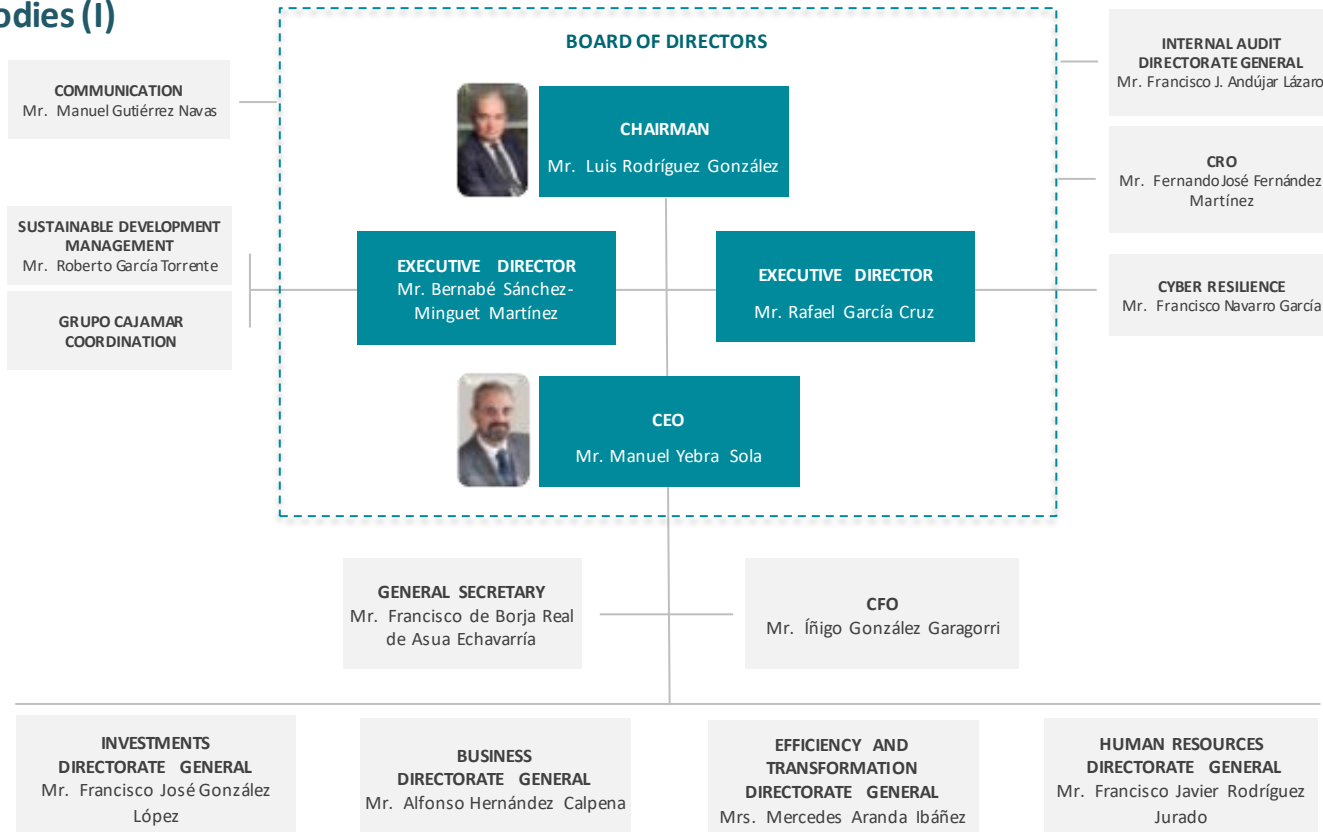 odies (I)
BOARD OF DIRECTORS
COMMUNICATION
Mr. Manuel Gutiérrez Navas
INTERNAL AUDIT
DIRECTORATE GENERAL
Mr. Francisco J. Andújar Lázaro
CHAIRMAN
Mr. Luis Rodríguez González
CRO
Mr. Fernando José Fernández
Martínez
SUSTAINABLE DEVELOPMENT
MANAGEMENT
Mr. Roberto García Torrente
GRUPO CAJAMAR
COORDINATION
EXECUTIVE DIRECTOR
Mr. Bernabé Sánchez-
Minguet Martínez
EXECUTIVE DIRECTOR
Mr. Rafael García Cruz
CYBER RESILIENCE
Mr. Francisco Navarro García
CEO
Mr. Manuel Yebra Sola
GENERAL SECRETARY
Mr. Francisco de Borja Real
de Asua Echavarría
CFO
Mr. Íñigo González Garagorri
INVESTMENTS
DIRECTORATE GENERAL
Mr. Francisco José González
López
BUSINESS
DIRECTORATE GENERAL
Mr. Alfonso Hernández Calpena
EFFICIENCY AND
TRANSFORMATION
DIRECTORATE GENERAL
Mrs. Mercedes Aranda Ibáñez
HUMAN RESOURCES
DIRECTORATE GENERAL
Mr. Francisco Javier Rodríguez
Jurado